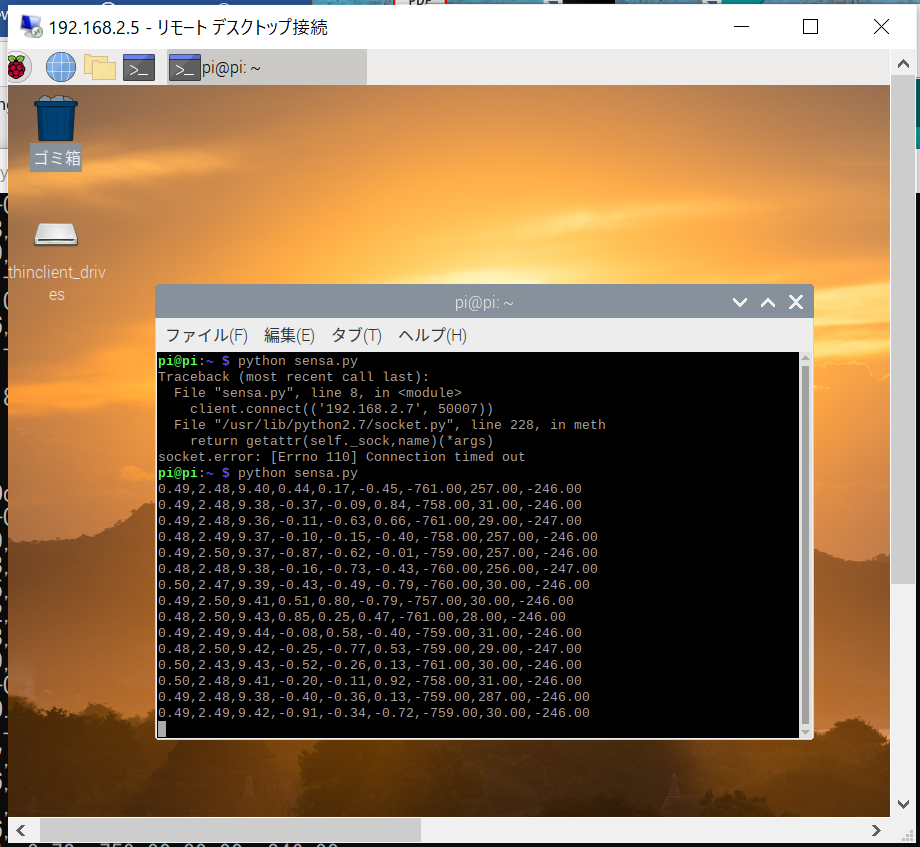 192.168.2.5 - リモート デスクトップ接続
pi@pi: ~
ゴミ箱
thinclient_driv
es
pi@pi: ~
ファイル(F) 編集(E) タブ(T) ヘルプ(H)
pi@pi:~ $ python sensa.py
Traceback (most recent call last):
  File "sensa.py", line 8, in <module>
    client.connect(('192.168.2.7', 50007))
  File "/usr/lib/python2.7/socket.py", line 228, in meth
    return getattr(self._sock,name)(*args)
socket.error: [Errno 110] Connection timed out
pi@pi:~ $ python sensa.py
0.49,2.48,9.40,0.44,0.17,-0.45,-761.00,257.00,-246.00
0.49,2.48,9.38,-0.37,-0.09,0.84,-758.00,31.00,-246.00
0.49,2.48,9.36,-0.11,-0.63,0.66,-761.00,29.00,-247.00
0.48,2.49,9.37,-0.10,-0.15,-0.40,-758.00,257.00,-246.00
0.49,2.50,9.37,-0.87,-0.62,-0.01,-759.00,257.00,-246.00
0.48,2.48,9.38,-0.16,-0.73,-0.43,-760.00,256.00,-247.00
0.50,2.47,9.39,-0.43,-0.49,-0.79,-760.00,30.00,-246.00
0.49,2.50,9.41,0.51,0.80,-0.79,-757.00,30.00,-246.00
0.48,2.50,9.43,0.85,0.25,0.47,-761.00,28.00,-246.00
0.49,2.49,9.44,-0.08,0.58,-0.40,-759.00,31.00,-246.00
0.48,2.50,9.42,-0.25,-0.77,0.53,-759.00,29.00,-247.00
0.50,2.43,9.43,-0.52,-0.26,0.13,-761.00,30.00,-246.00
0.50,2.48,9.41,-0.20,-0.11,0.92,-758.00,31.00,-246.00
0.49,2.48,9.38,-0.40,-0.36,0.13,-759.00,287.00,-246.00
0.49,2.49,9.42,-0.91,-0.34,-0.72,-759.00,30.00,-246.00